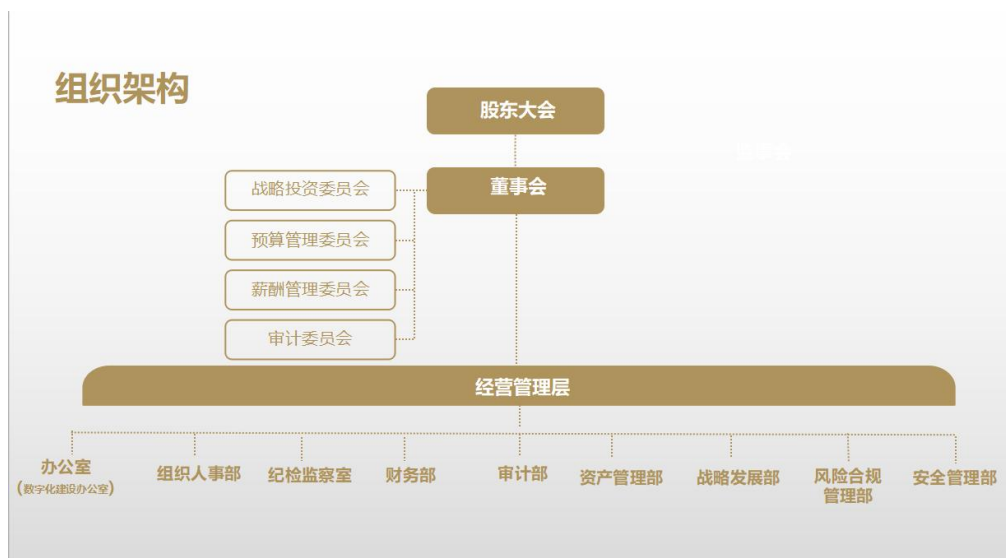 组织架构
股东大会
董事会
战略投资委员会
预算管理委员会
薪酬管理委员会
审计委员会
经营管理层
办公室
(数字化建设办公室)
组织人事部
纪检监察室
财务部
审计部
资产管理部
战略发展部
风险合规
管理部
安全管理部